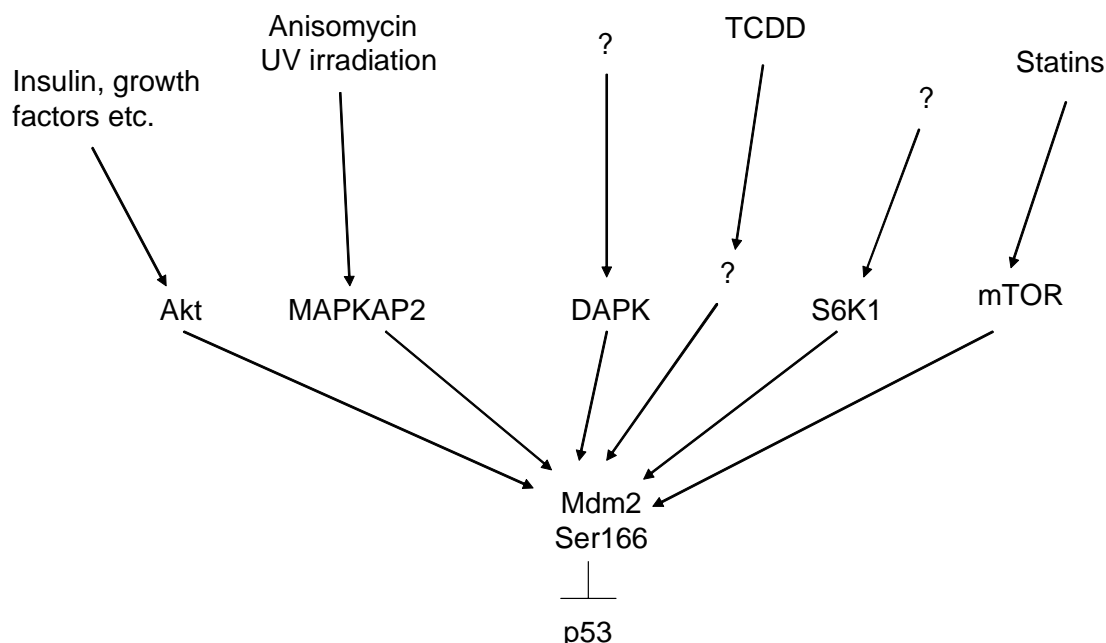 Anisomycin
UV irradiation
?
TCDD
Statins
Insulin, growth
factors etc.
?
?
Akt
MAPKAP2
DAPK
S6K1
mTOR
Mdm2
Ser166
p53